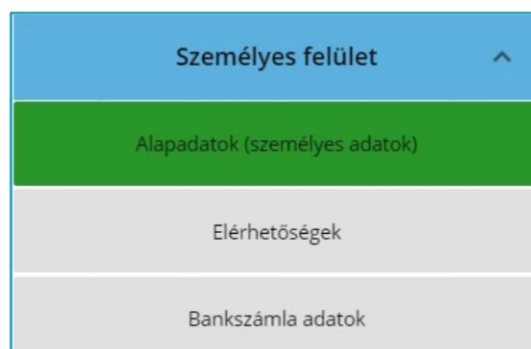 Személyes felület
Alapadatok (személyes adatok)
Elérhetőségek
Bankszámla adatok